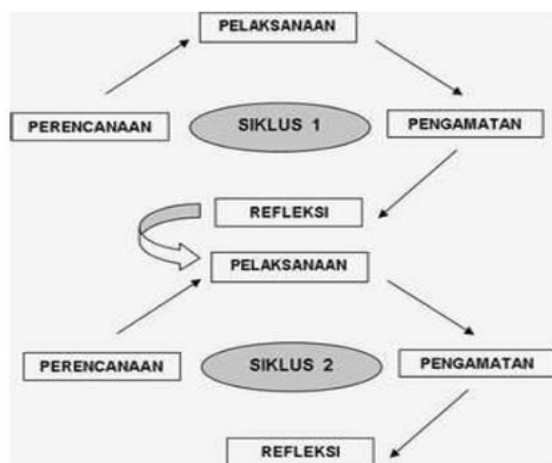 PELAKSANAAN
PERENCANAAN
SIKLUS 1
PENGAMATAN
REFLEKSI
PELAKSANAAN
PERENCANAAN
SIKLUS 2
PENGAMATAN
REFLEKSI